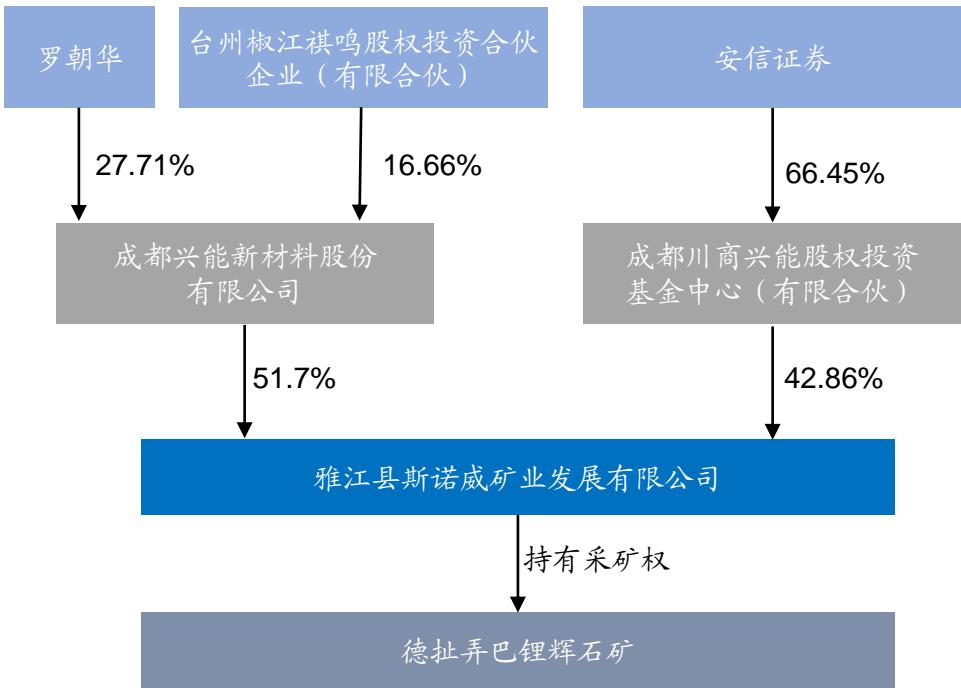 罗朝华
台州椒江祺鸣股权投资合伙
企业（有限合伙）
安信证券
27.71%
16.66%
66.45%
成都兴能新材料股份
有限公司
成都川商兴能股权投资
基金中心（有限合伙）
51.7%
42.86%
雅江县斯诺威矿业发展有限公司
持有采矿权
德扯弄巴锂辉石矿